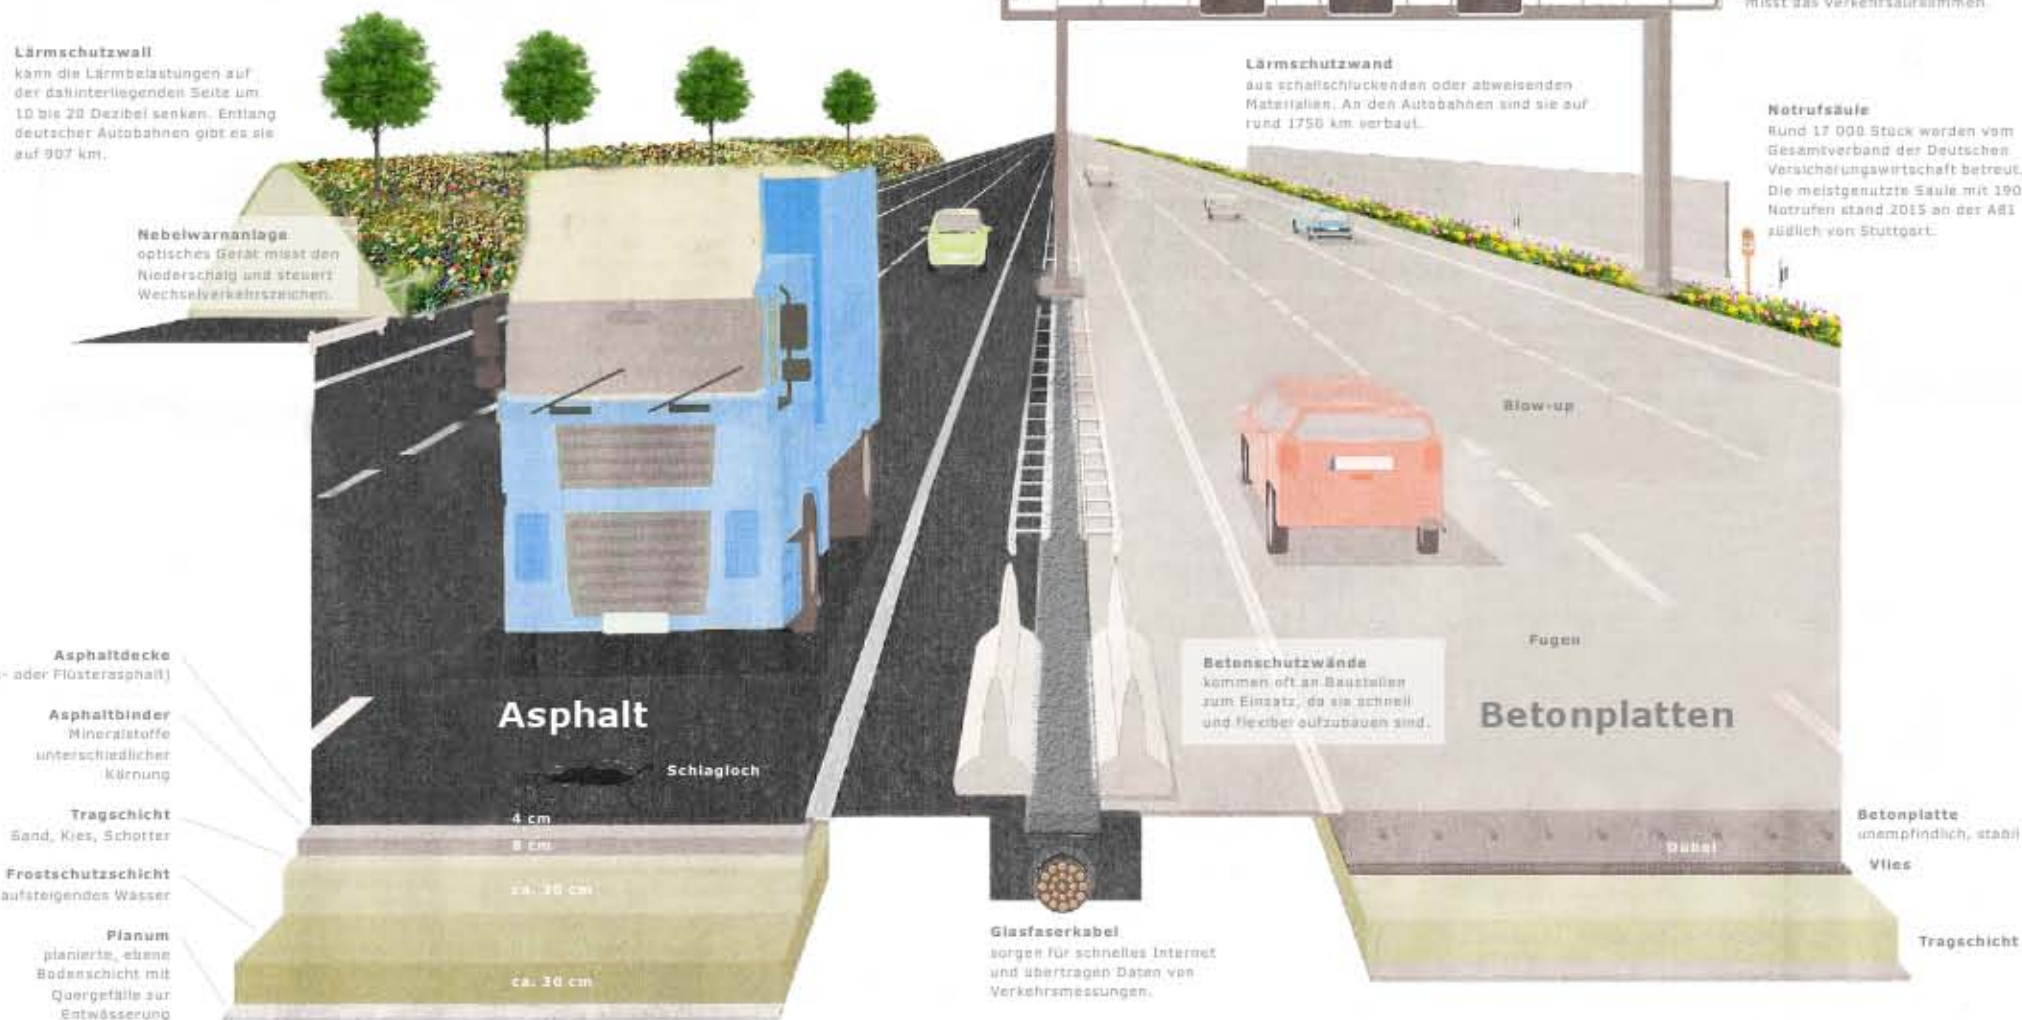 misst das Verkehrsaufkommen.
Lärmschutzwall
kann die Lärmbelastungen auf
der dahinterliegenden Seite um
10 bis 20 Dezibel senken. Entlang
deutscher Autobahnen gibt es sie
auf 907 km.
Lärmschutzwand
aus schallschluckenden oder abweisenden
Materialien. An den Autobahnen sind sie auf
rund 1750 km verbaut.
Notrufsäule
Rund 17 000 Stück werden vom
Gesamtverband der Deutschen
Versicherungswirtschaft betreut.
Die meistgenutzte Säule mit 190
Notrufen stand 2015 an der A81
südlich von Stuttgart.
Nebelwarnanlage
optisches Gerät misst den
Niederschalg und steuert
Wechselverkehrszeichen.
Blow-up
Fugen
Betonschutzwände
kommen oft an Baustellen
zum Einsatz, da sie schnell
und flexibel aufzubauen sind.
Asphalt
Betonplatten
Schlagloch
Asphaltdecke
- oder Flüsterasphalt)
Asphaltbinder
Mineralstoffe
unterschiedlicher
Körnung
Tragschicht
Sand, Kies, Schotter
Frostschutzschicht
aufsteigendes Wasser
Planum
planierte, ebene
Bodenschicht mit
Quergefälle zur
Entwässerung
4 cm
8 cm
ca. 30 cm
ca. 30 cm
Glasfaserkabel
sorgen für schnelles Internet
und übertragen Daten von
Verkehrsmessungen.
Dübel
Betonplatte
unempfindlich, stabil
Vlies
Tragschicht